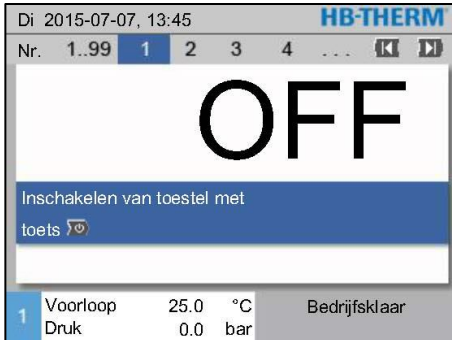 Di 2015-07-07, 13:45 HB-THERM
Nr. 1..99 1 2 3 4 ...
OFF
Inschakelen van toestel met
toets
1 Voorloop 25.0 °C Bedrijfsklaar
Druk 0.0 bar